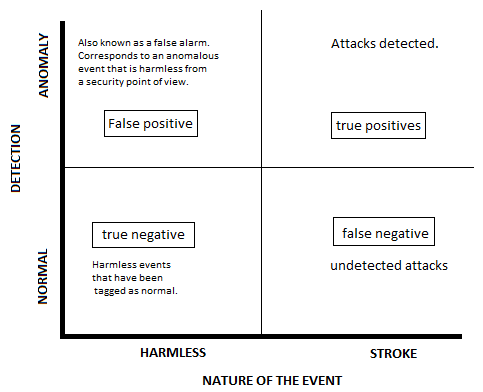 ANOMALY
Also known as a false alarm.
Corresponds to an anomalous
event that is harmless from
a security point of view.
False positive
Attacks detected.
true positives
DETECTION
NORMAL
true negative
Harmless events
that have been
tagged as normal.
false negative
undetected attacks
HARMLESS
STROKE
NATURE OF THE EVENT